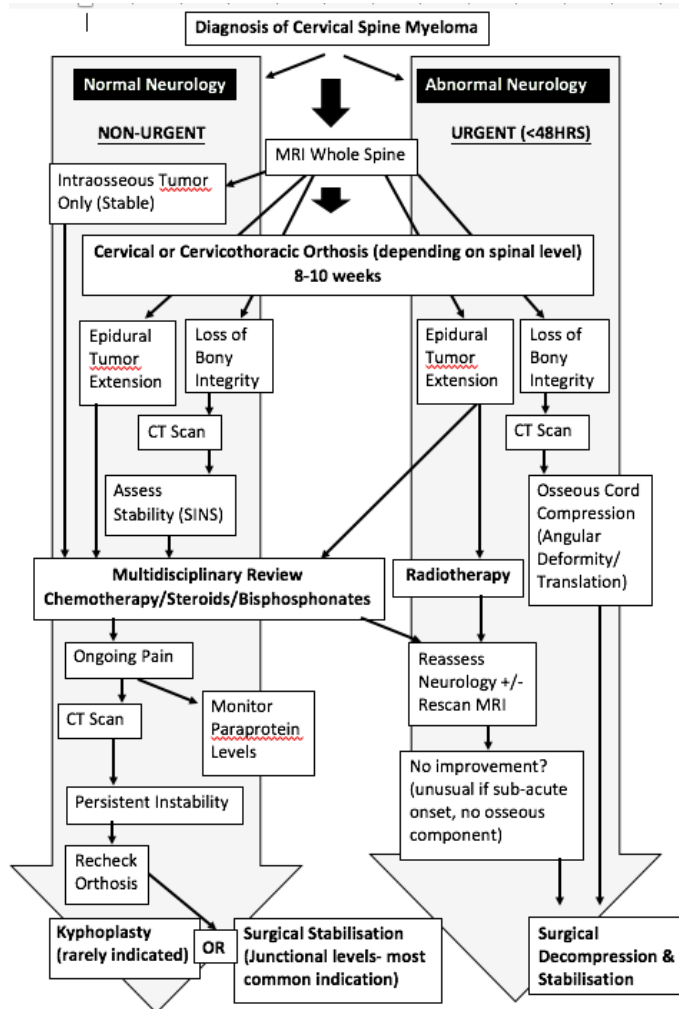 Diagnosis of Cervical Spine Myeloma
Normal Neurology
Abnormal Neurology
NON-URGENT
URGENT (<48HRS)
MRI Whole Spine
Intraosseous Tumor
Only (Stable)
Cervical or Cervicothoracic Orthosis (depending on spinal level)
8-10 weeks
Epidural
Tumor
Extension
Loss of
Bony
Integrity
Epidural
Tumor
Extension
Loss of
Bony
Integrity
CT Scan
CT Scan
Assess
Stability (SINS)
Osseous Cord
Compression
(Angular
Deformity/
Translation)
Multidisciplinary Review
Chemotherapy/Steroids/Bisphosphonates
Radiotherapy
Ongoing Pain
Reassess
Neurology +/-
Rescan MRI
CT Scan
Monitor
Paraprotein
Levels
No improvement?
(unusual if sub-acute
onset, no osseous
component)
Persistent Instability
Recheck
Orthosis
Kyphoplasty
(rarely indicated)
OR
Surgical Stabilisation
(Junctional levels- most
common indication)
Surgical
Decompression &
Stabilisation